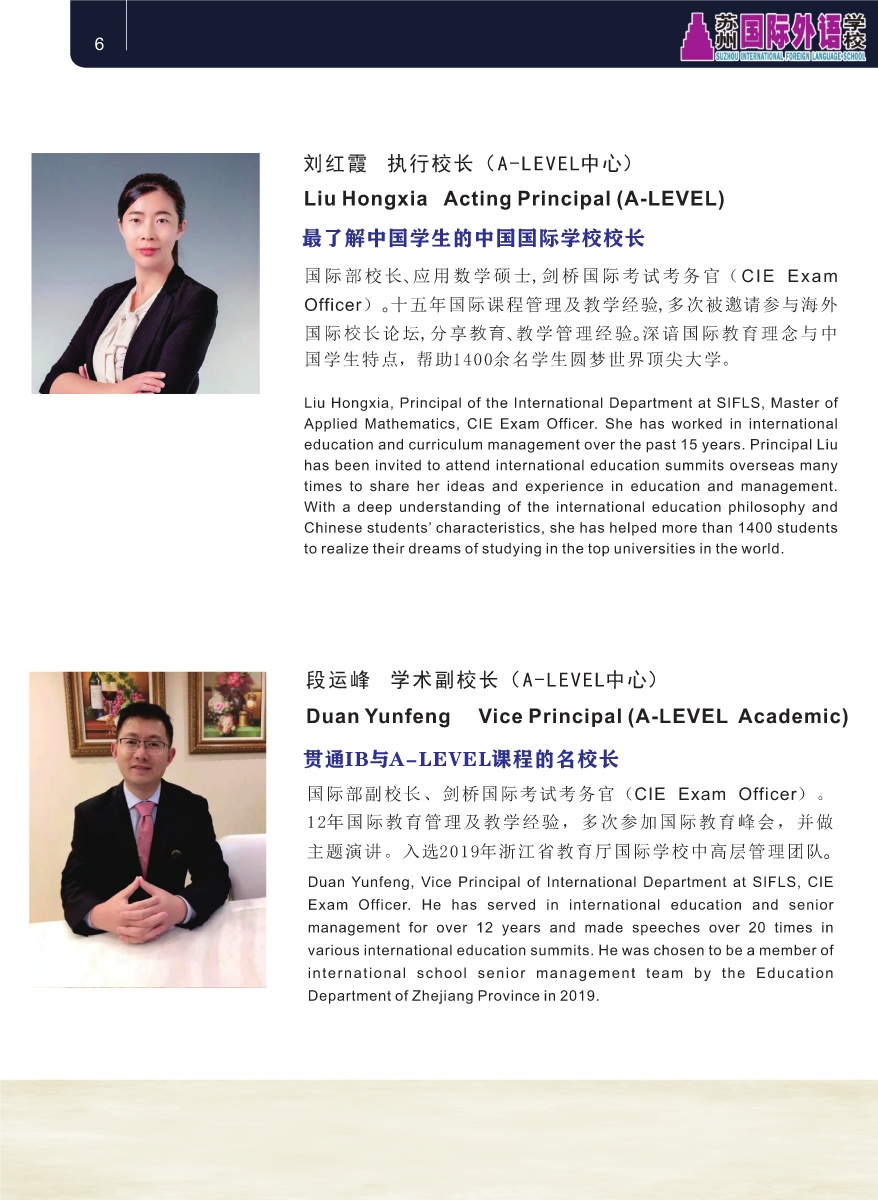 6
苏州国际外语学校
SUZHOU INTERNATIONAL FOREIGN LANGUAGE SCHOOL
刘红霞 执行校长（A-LEVEL中心）
Liu Hongxia Acting Principal (A-LEVEL)
最了解中国学生的中国国际学校校长
国际部校长、应用数学硕士,剑桥国际考试考务官（CIE Exam
Officer）。十五年国际课程管理及教学经验,多次被邀请参与海外
国际校长论坛,分享教育、教学管理经验。深谙国际教育理念与中
国学生特点，帮助1400余名学生圆梦世界顶尖大学。
Liu Hongxia, Principal of the International Department at SIFLS, Master of
Applied Mathematics, CIE Exam Officer. She has worked in international
education and curriculum management over the past 15 years. Principal Liu
has been invited to attend international education summits overseas many
times to share her ideas and experience in education and management.
With a deep understanding of the international education philosophy and
Chinese students’ characteristics, she has helped more than 1400 students
to realize their dreams of studying in the top universities in the world.
段运峰 学术副校长（A-LEVEL中心）
Duan Yunfeng Vice Principal (A-LEVEL Academic)
贯通IB与A-LEVEL课程的名校长
国际部副校长、剑桥国际考试考务官（CIE Exam Officer）。
12年国际教育管理及教学经验，多次参加国际教育峰会，并做
主题演讲。入选2019年浙江省教育厅国际学校中高层管理团队。
Duan Yunfeng, Vice Principal of International Department at SIFLS, CIE
Exam Officer. He has served in international education and senior
management for over 12 years and made speeches over 20 times in
various international education summits. He was chosen to be a member of
international school senior management team by the Education
Department of Zhejiang Province in 2019.